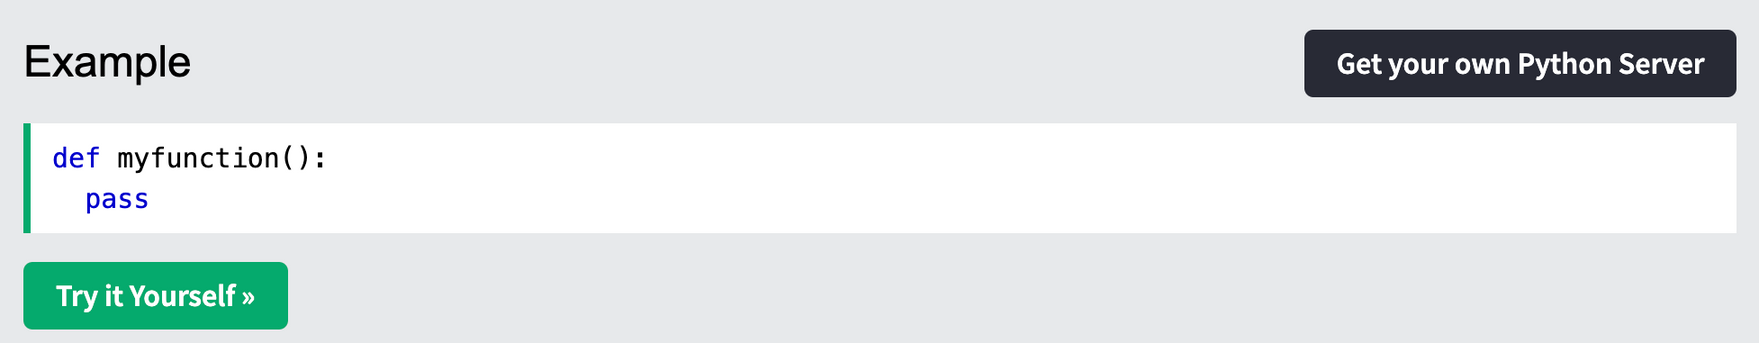 Example
Get your own Python Server
def myfunction():
  pass
Try it Yourself »